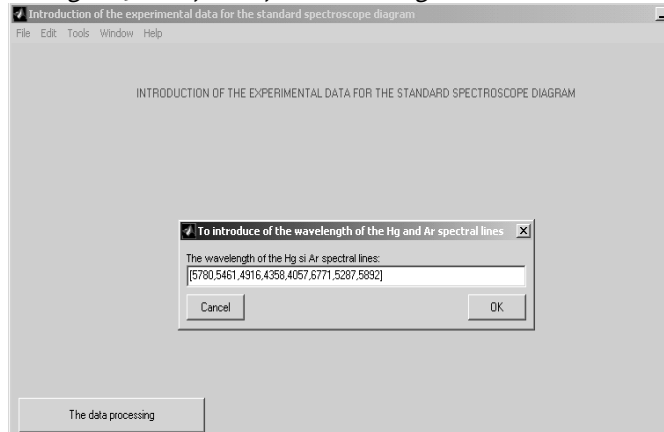 Introduction of the experimental data for the standard spectroscope diagram
File Edit Tools Window Help
INTRODUCTION OF THE EXPERIMENTAL DATA FOR THE STANDARD SPECTROSCOPE DIAGRAM
To introduce of the wavelength of the Hg and Ar spectral lines
The wavelength of the Hg si Ar spectral lines:
[5780,5461,4916,4358,4057,6771,5287,5892]
Cancel OK
The data processing